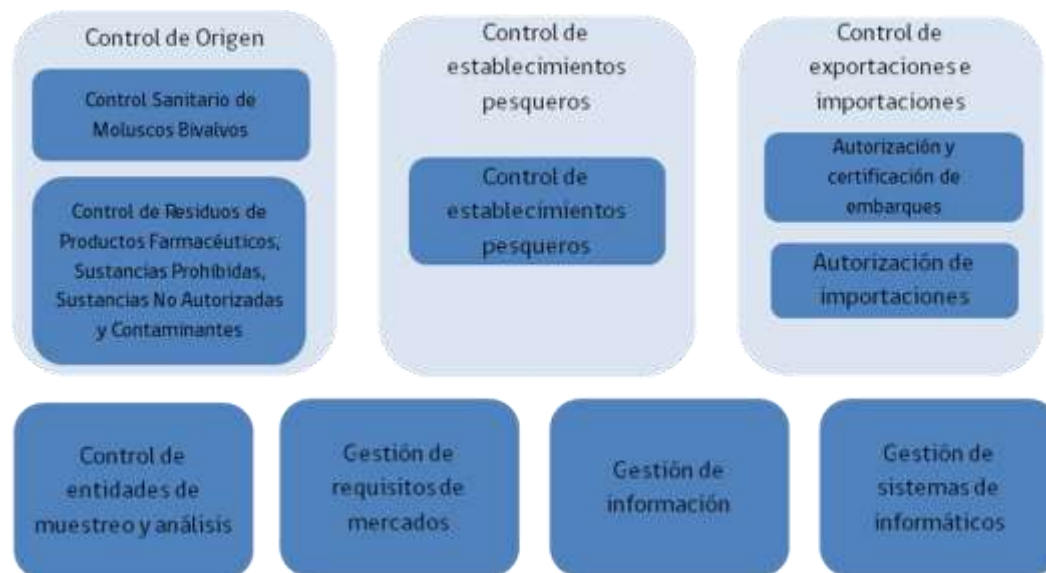 Control de Origen
Control Sanitario de
Moluscos Bivalvos
Control de Residuos de
Productos Farmacéuticos,
Sustancias Prohibidas,
Sustancias No Autorizadas
y Contaminantes
Control de
establecimientos
pesqueros
Control de
establecimientos
pesqueros
Control de
exportaciones e
importaciones
Autorización y
certificación de
embarques
Autorización de
importaciones
Control de
entidades de
muestreo y análisis
Gestión de
requisitos de
mercados
Gestión de
información
Gestión de
sistemas de
informáticos